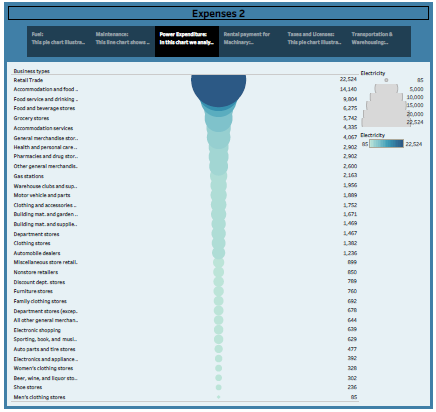 Expenses 2
Fuel:
This pie chart illustra..
Maintenance:
This line chart shows ..
Power Expenditure:
In this chart we analy..
Rental payment for
Machinery:..
Taxes and Licenses:
This pie chart illustra..
Transportation &
Warehousing:..
Business types
Retail Trade 22,524
Accommodation and food .. 14,140
Food service and drinking .. 9,804
Food and beverage stores 6,275
Grocery stores 5,742
Accommodation services 4,335
General merchandise stor.. 4,067
Health and personal care .. 2,902
Pharmacies and drug stor.. 2,902
Other general merchandis.. 2,600
Gas stations 2,163
Warehouse clubs and sup.. 1,956
Motor vehicle and parts 1,889
Clothing and accessories .. 1,752
Building mat. and garden .. 1,671
Building mat. and supplie.. 1,469
Department stores 1,467
Clothing stores 1,382
Automobile dealers 1,236
Miscellaneous store retail.. 899
Nonstore retailers 850
Discount dept. stores 789
Furniture stores 760
Family clothing stores 692
Department stores (excep.. 678
All other general merchan.. 644
Electronic shopping 639
Sporting, book, and musi.. 629
Auto parts and tire stores 477
Electronics and appliance .. 392
Women's clothing stores 328
Beer, wine, and liquor sto.. 302
Shoe stores 236
Men's clothing stores 85
Electricity
85
5,000
10,000
15,000
20,000
22,524
Electricity
85 22,524